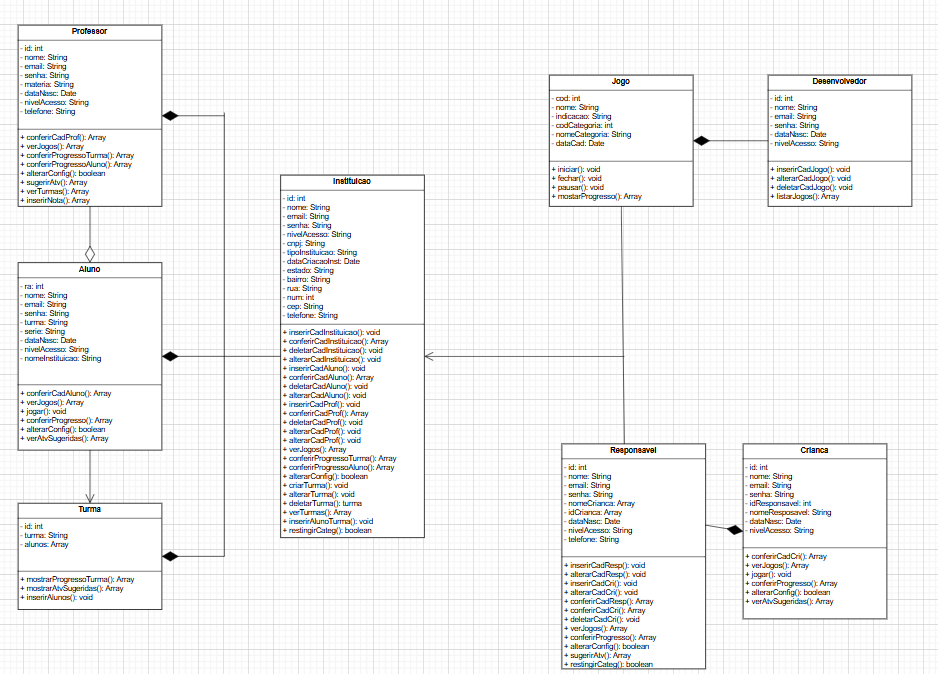 Professor
- id: int
- nome: String
- email: String
- senha: String
- materia: String
- dataNasc: Date
- nivelAcesso: String
- telefone: String
+ conferirCadProf(): Array
+ verJogos(): Array
+ conferirProgressoTurma(): Array
+ conferirProgressoAluno(): Array
+ alterarConfig(): boolean
+ sugerirAtv(): Array
+ verTurmas(): Array
+ inserirNota(): Array
Aluno
- ra: int
- nome: String
- email: String
- senha: String
- turma: String
- serie: String
- dataNasc: Date
- nivelAcesso: String
- nomeInstituicao: String
+ conferirCadAluno(): Array
+ verJogos(): Array
+ jogar(): void
+ conferirProgresso(): Array
+ alterarConfig(): boolean
+ verAtvSugeridas(): Array
Turma
- id: int
- turma: String
- alunos: Array
+ mostrarProgressoTurma(): Array
+ mostrarAtvSugeridas(): Array
+ inserirAlunos(): void
Instituicao
- id: int
- nome: String
- email: String
- senha: String
- nivelAcesso: String
- cnpj: String
- tipoInstituicao: String
- dataCriacaoInst: Date
- estado: String
- bairro: String
- rua: String
- num: int
- cep: String
- telefone: String
+ inserirCadInstituicao(): void
+ conferirCadInstituicao(): Array
+ deletarCadInstituicao(): void
+ alterarCadInstituicao(): void
+ inserirCadAluno(): void
+ conferirCadAluno(): Array
+ deletarCadAluno(): void
+ alterarCadAluno(): void
+ inserirCadProf(): void
+ conferirCadProf(): Array
+ deletarCadProf(): void
+ alterarCadProf(): void
+ alterarCadProf(): void
+ verJogos(): Array
+ conferirProgressoTurma(): Array
+ conferirProgressoAluno(): Array
+ alterarConfig(): boolean
+ criarTurma(): void
+ alterarTurma(): void
+ deletarTurma(): turma
+ verTurmas(): Array
+ inserirAlunoTurma(): void
+ restingirCateg(): boolean
Jogo
- cod: int
- nome: String
- indicacao: String
- codCategoria: int
- nomeCategoria: String
- dataCad: Date
+ iniciar(): void
+ fechar(): void
+ pausar(): void
+ mostarProgresso(): Array
Desenvolvedor
- id: int
- nome: String
- email: String
- senha: String
- dataNasc: Date
- nivelAcesso: String
+ inserirCadJogo(): void
+ alterarCadJogo(): void
+ deletarCadJogo(): void
+ listarJogos(): Array
Responsavel
- id: int
- nome: String
- email: String
- senha: String
- nomeCrianca: Array
- idCrianca: Array
- dataNasc: Date
- nivelAcesso: String
- telefone: String
+ inserirCadResp(): void
+ alterarCadResp(): void
+ inserirCadCri(): void
+ alterarCadCri(): void
+ conferirCadResp(): Array
+ conferirCadCri(): Array
+ deletarCadCri(): void
+ verJogos(): Array
+ conferirProgresso(): Array
+ alterarConfig(): boolean
+ sugerirAtv(): Array
+ restingirCateg(): boolean
Crianca
- id: int
- nome: String
- email: String
- senha: String
- idResponsavel: int
- nomeResposavel: String
- dataNasc: Date
- nivelAcesso: String
+ conferirCadCri(): Array
+ verJogos(): Array
+ jogar(): void
+ conferirProgresso(): Array
+ alterarConfig(): boolean
+ verAtvSugeridas(): Array